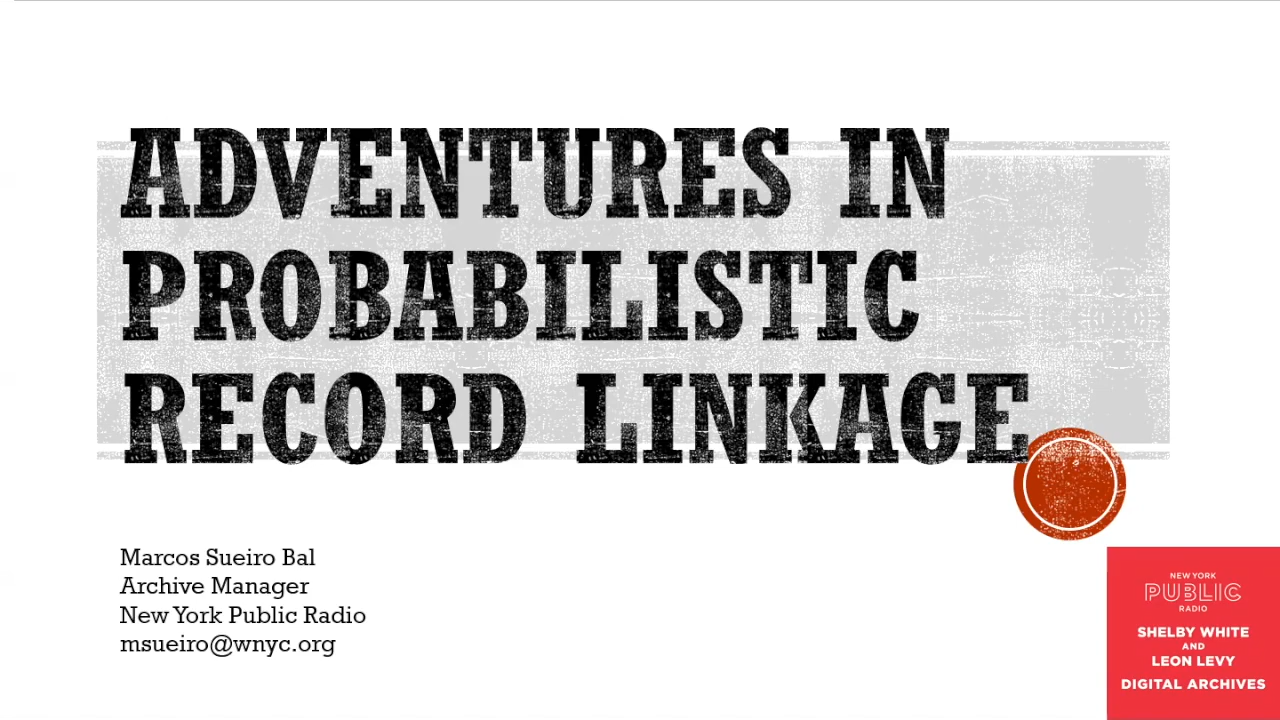 ADVENTURES IN
PROBABILISTIC
RECORD LINKAGE
Marcos Sueiro Bal
Archive Manager
New York Public Radio
msueiro@wnyc.org
NEW YORK
PUBLIC
RADIO
SHELBY WHITE
AND
LEON LEVY
DIGITAL ARCHIVES